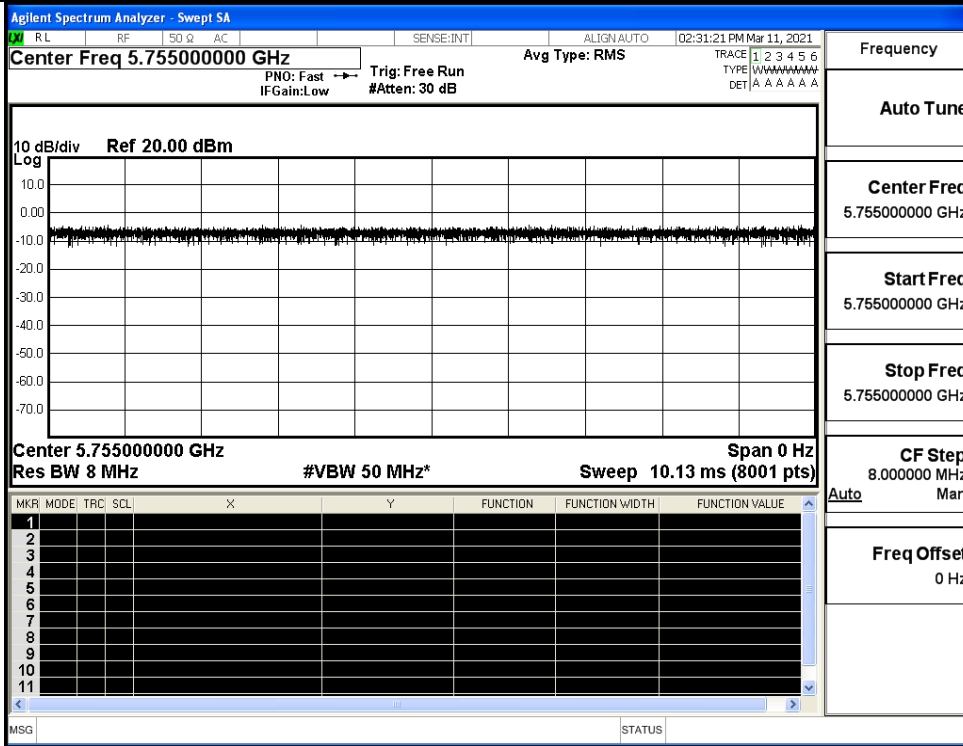 Agilent Spectrum Analyzer - Swept SA
LXI RL RF 50 Ω AC SENSE:INT ALIGN AUTO 02:31:21 PM Mar 11, 2021
Center Freq 5.755000000 GHz
PNO: Fast
IFGain:Low
Trig: Free Run
#Atten: 30 dB
Avg Type: RMS
TRACE 1 2 3 4 5 6
TYPE WWWWWW
DET A A A A A A
10 dB/div Ref 20.00 dBm
Log
10.0
0.00
-10.0
-20.0
-30.0
-40.0
-50.0
-60.0
-70.0
Center 5.755000000 GHz Span 0 Hz
Res BW 8 MHz #VBW 50 MHz* Sweep 10.13 ms (8001 pts)
MKR MODE TRC SCL X Y FUNCTION FUNCTION WIDTH FUNCTION VALUE
1
2
3
4
5
6
7
8
9
10
11
MSG STATUS
Frequency
Auto Tune
Center Freq
5.755000000 GHz
Start Freq
5.755000000 GHz
Stop Freq
5.755000000 GHz
CF Step
8.000000 MHz
Auto Man
Freq Offset
0 Hz